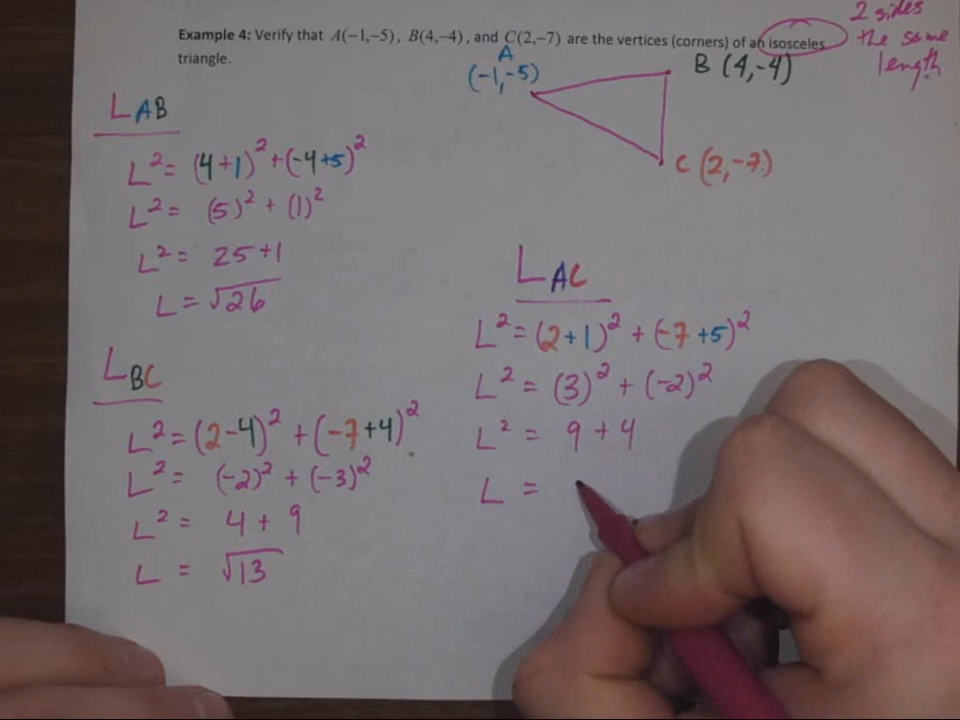 Example 4: Verify that A(−1,−5), B(4,−4), and C(2,−7) are the vertices (corners) of an isosceles
triangle.
2 sides
the same
length
A
(-1,-5)
B (4,-4)
C (2,-7)
L AB
L² = (4+1)² + (-4+5)²
L² = (5)² + (1)²
L² = 25+1
L = √26
L BC
L² = (2-4)² + (-7+4)²
L² = (-2)² + (-3)²
L² = 4 + 9
L = √13
L AC
L² = (2+1)² + (-7+5)²
L² = (3)² + (-2)²
L² = 9 + 4
L =